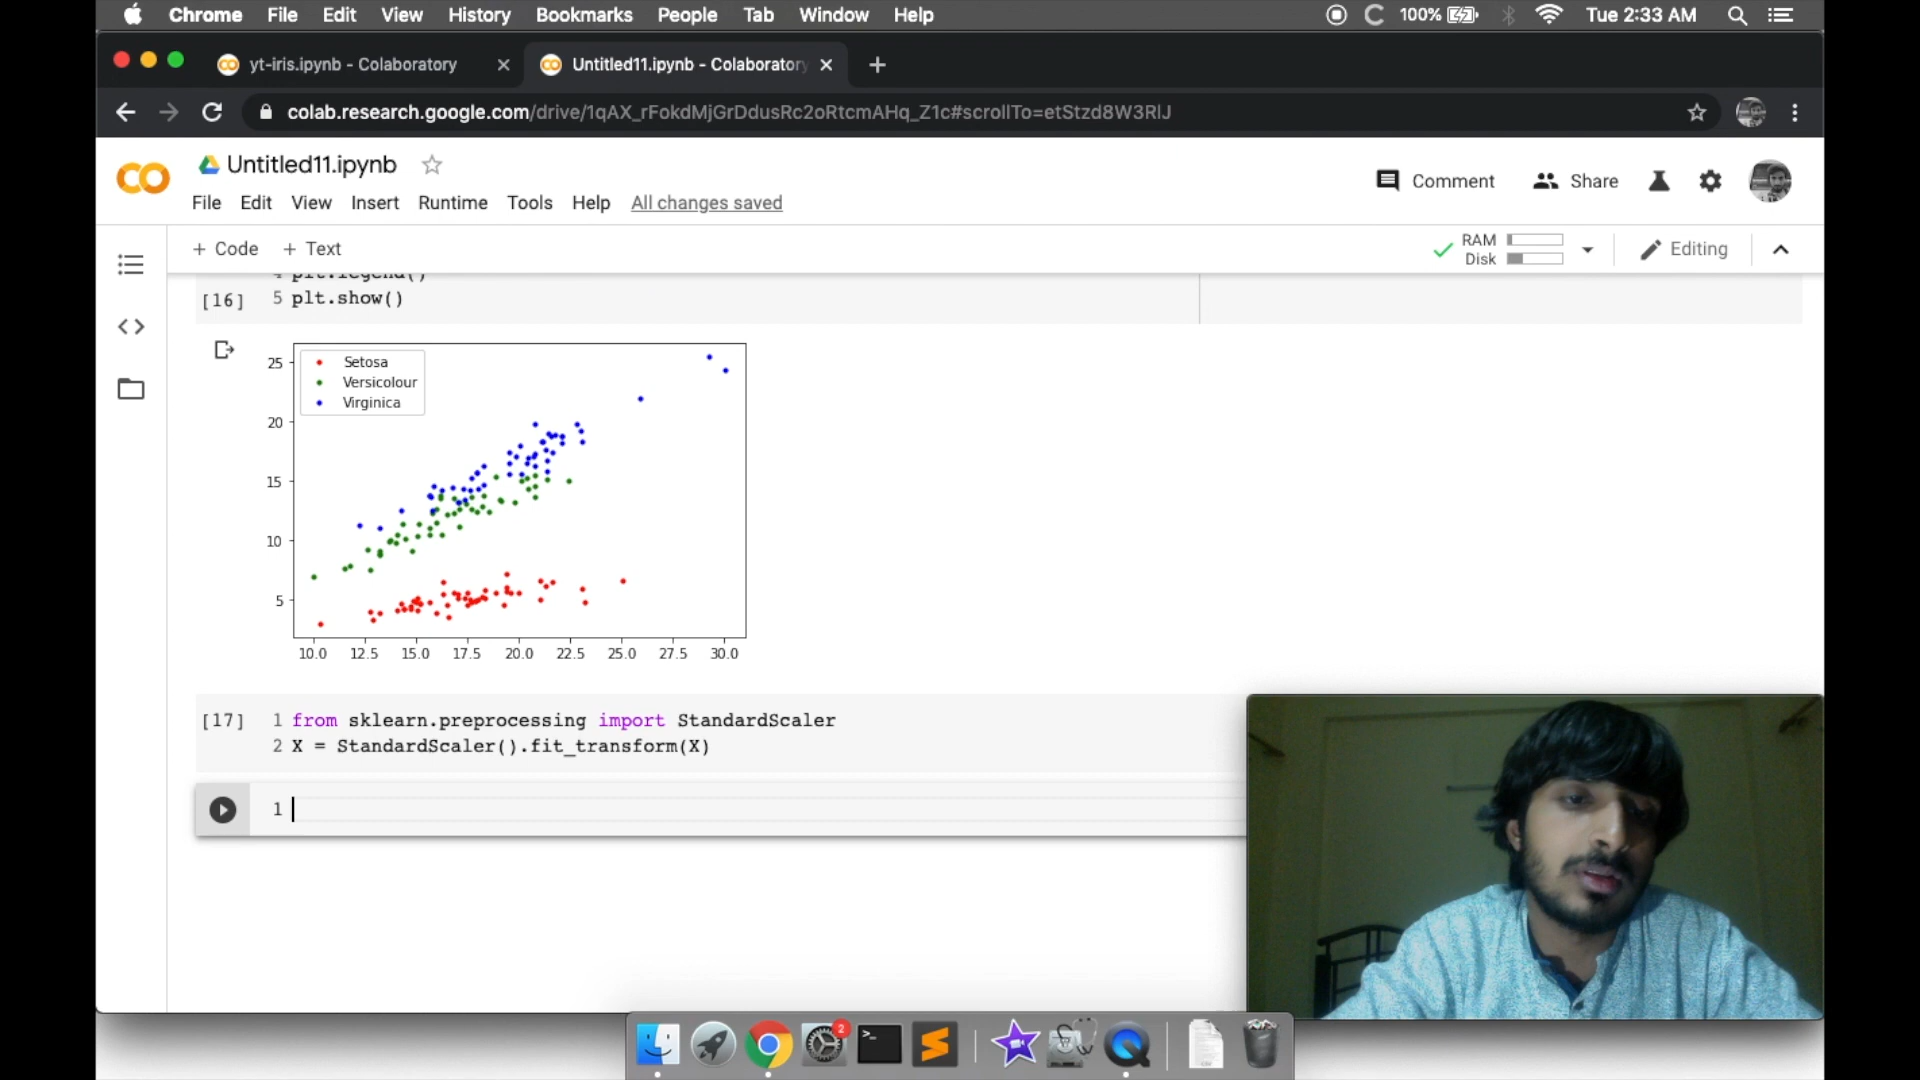 Chrome File Edit View History Bookmarks People Tab Window Help 100% Tue 2:33 AM
yt-iris.ipynb - Colaboratory Untitled11.ipynb - Colaboratory
colab.research.google.com/drive/1qAX_rFokdMjGrDdusRc2oRtcmAHq_Z1c#scrollTo=etStzd8W3RlJ
Untitled11.ipynb
Comment Share
File Edit View Insert Runtime Tools Help All changes saved
+ Code + Text RAM Disk Editing
4 plt.legend()
[16] 5 plt.show()
25
20
15
10
5
Setosa
Versicolour
Virginica
10.0 12.5 15.0 17.5 20.0 22.5 25.0 27.5 30.0
[17] 1 from sklearn.preprocessing import StandardScaler
2 X = StandardScaler().fit_transform(X)
1
2